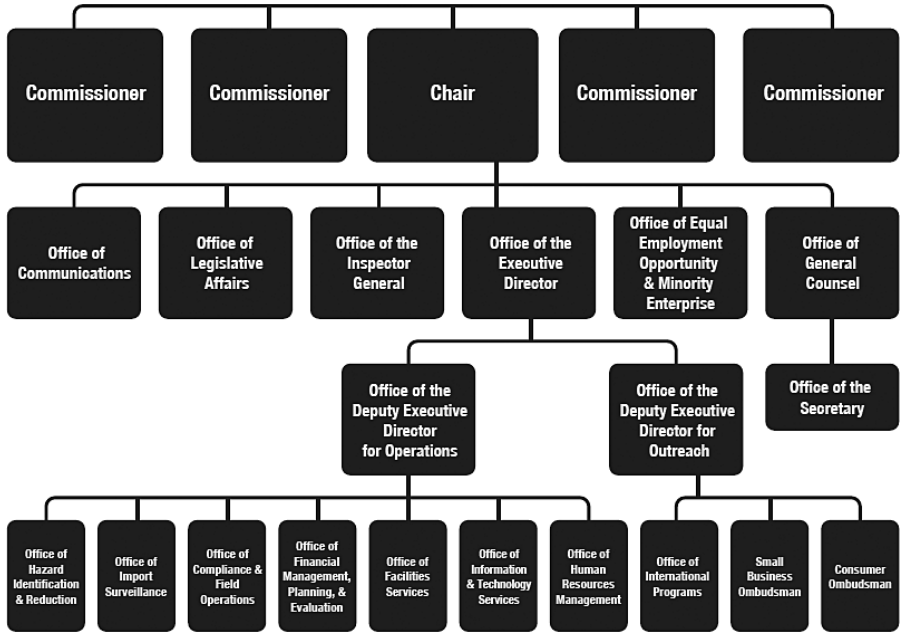 Commissioner
Commissioner
Chair
Commissioner
Commissioner
Office of
Communications
Office of
Legislative
Affairs
Office of the
Inspector
General
Office of the
Executive
Director
Office of Equal
Employment
Opportunity
& Minority
Enterprise
Office of
General
Counsel
Office of the
Deputy Executive
Director
for Operations
Office of the
Deputy Executive
Director for
Outreach
Office of the
Secretary
Office of
Hazard
Identification
& Reduction
Office of
Import
Surveillance
Office of
Compliance &
Field
Operations
Office of
Financial
Management,
Planning, &
Evaluation
Office of
Facilities
Services
Office of
Information
& Technology
Services
Office of
Human
Resources
Management
Office of
International
Programs
Small
Business
Ombudsman
Consumer
Ombudsman